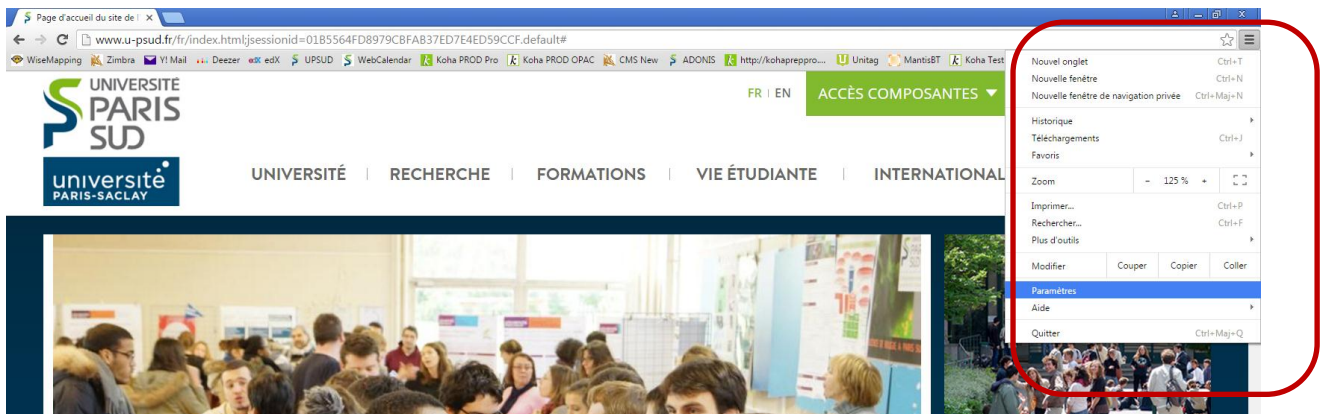 Page d'accueil du site de l
www.u-psud.fr/fr/index.html;jsessionid=01B5564FD8979CBFAB37ED7E4ED59CCF.default#
WiseMapping Zimbra Y! Mail Deezer edX edX UPSUD WebCalendar Koha PROD Pro Koha PROD OPAC CMS New ADONIS http://kohapreppro.... Unitag MantisBT Koha Test
UNIVERSITÉ
PARIS
SUD
université
PARIS-SACLAY
FR | EN ACCÈS COMPOSANTES
UNIVERSITÉ | RECHERCHE | FORMATIONS | VIE ÉTUDIANTE | INTERNATIONAL
Nouvel onglet Ctrl+T
Nouvelle fenêtre Ctrl+N
Nouvelle fenêtre de navigation privée Ctrl+Maj+N
Historique
Téléchargements Ctrl+J
Favoris
Zoom - 125 % +
Imprimer... Ctrl+P
Rechercher... Ctrl+F
Plus d'outils
Modifier Couper Copier Coller
Paramètres
Aide
Quitter Ctrl+Maj+Q